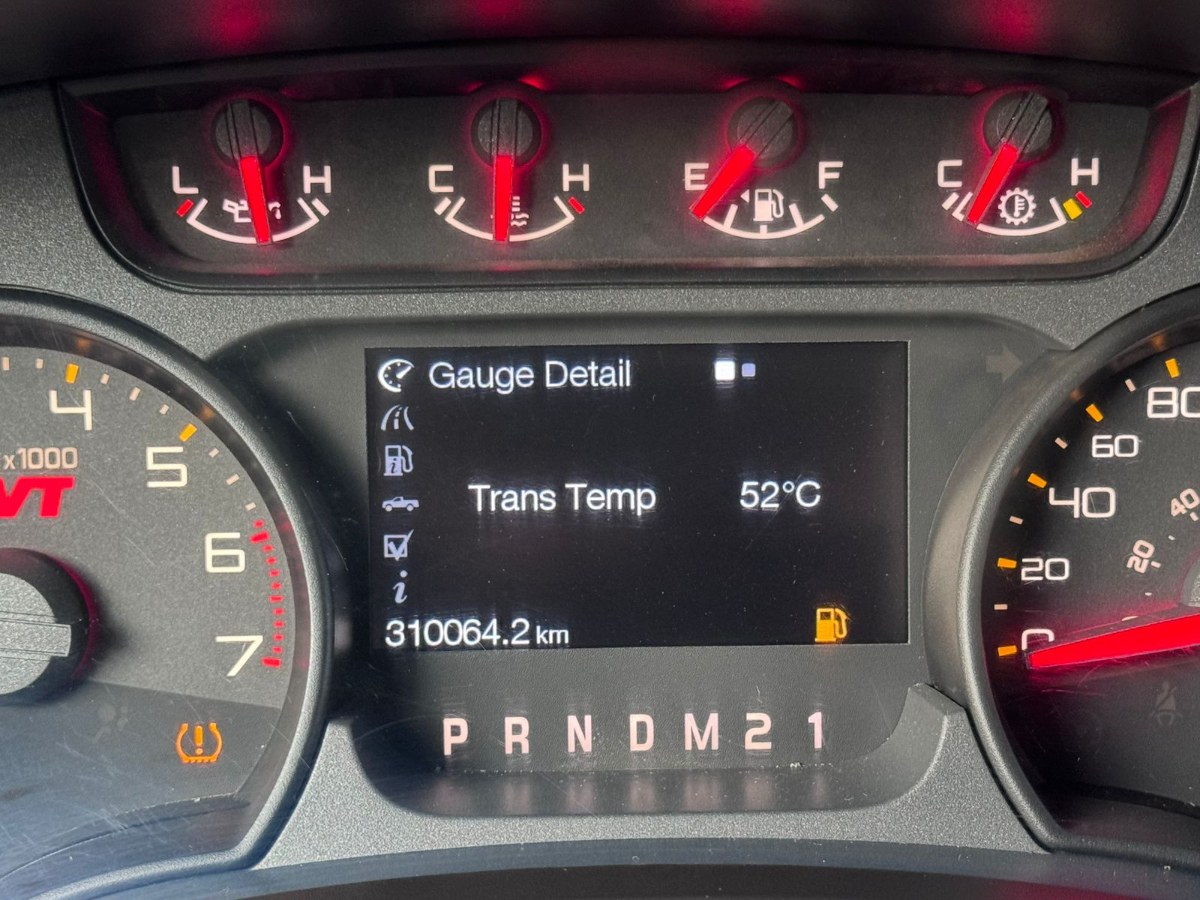 L H
C H
E F
C H
Gauge Detail
4
5
x1000
6
7
Trans Temp 52°C
310064.2 km
80
60
40
20
0
40
20
P R N D M 2 1